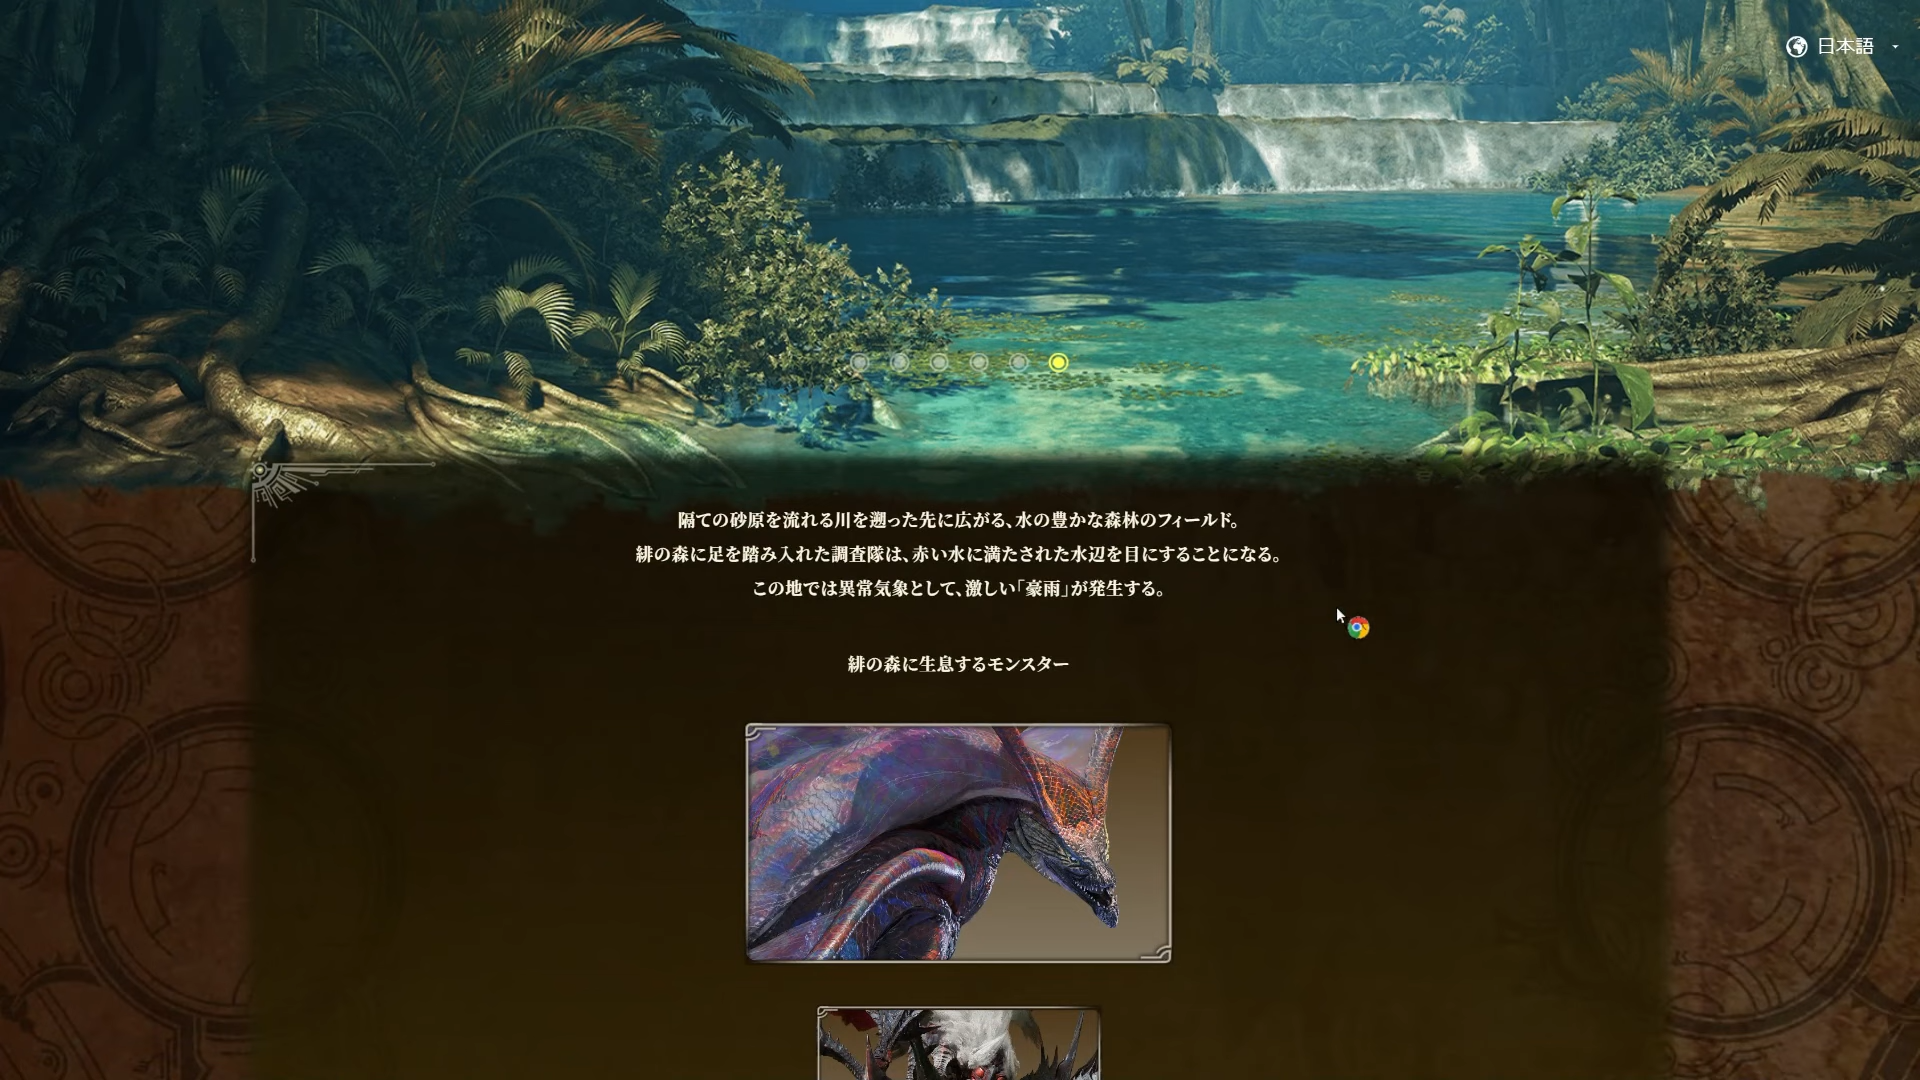 日本語
隔ての砂原を流れる川を遡った先に広がる、水の豊かな森林のフィールド。
緋の森に足を踏み入れた調査隊は、赤い水に満たされた水辺を目にすることになる。
この地では異常気象として、激しい「豪雨」が発生する。
緋の森に生息するモンスター